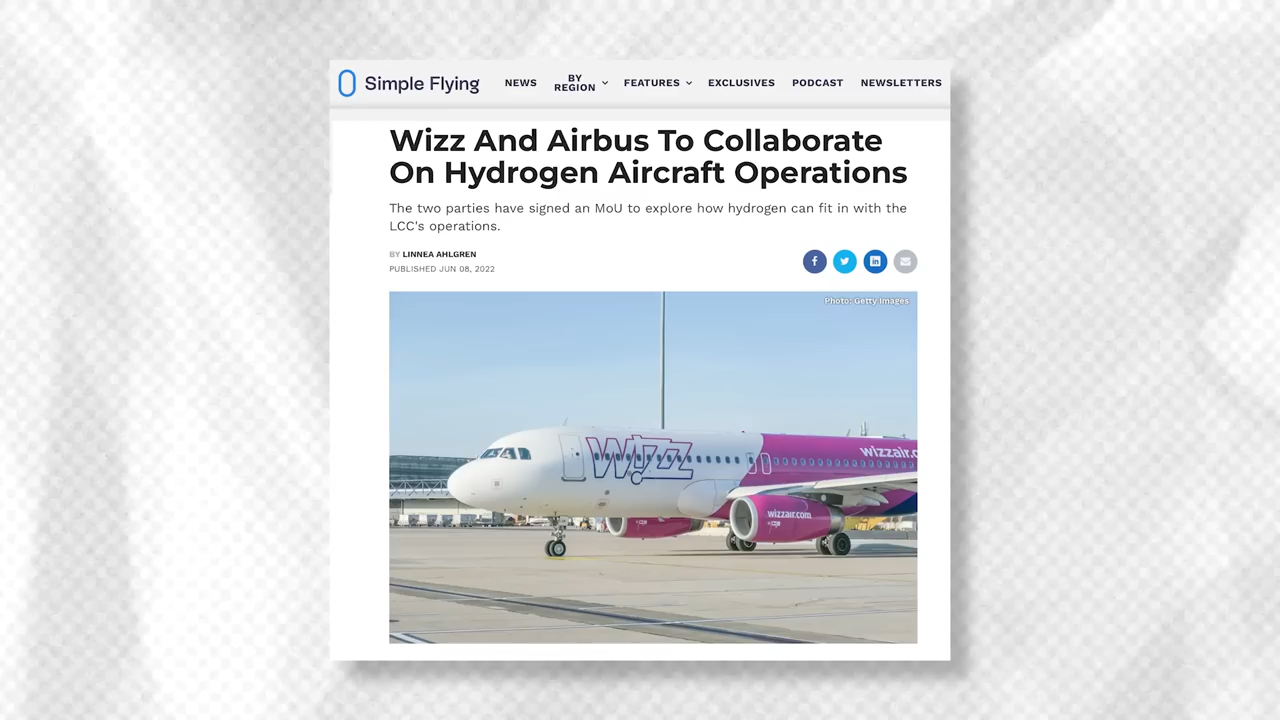 Simple Flying
NEWS
BY REGION
FEATURES
EXCLUSIVES
PODCAST
NEWSLETTERS
Wizz And Airbus To Collaborate
On Hydrogen Aircraft Operations
The two parties have signed an MoU to explore how hydrogen can fit in with the
LCC's operations.
BY LINNEA AHLGREN
PUBLISHED JUN 08, 2022
Photo: Getty Images
WIZZ
wizzair.c
wizzair.com